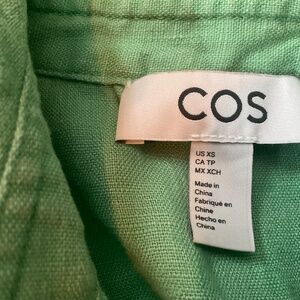 COS
US XS
CA TP
MX XCH
Made in
China
Fabriqué en
Chine
Hecho en
China